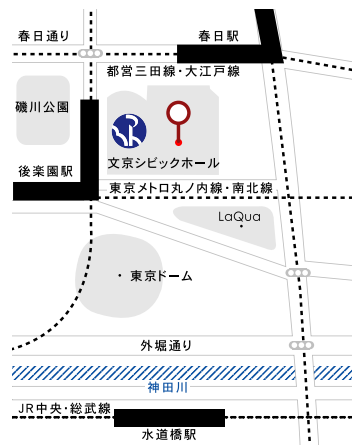 春日通り
春日駅
都営三田線・大江戸線
礒川公園
文京シビックホール
後楽園駅
東京メトロ丸ノ内線・南北線
LaQua
東京ドーム
外堀通り
神田川
JR中央・総武線
水道橋駅